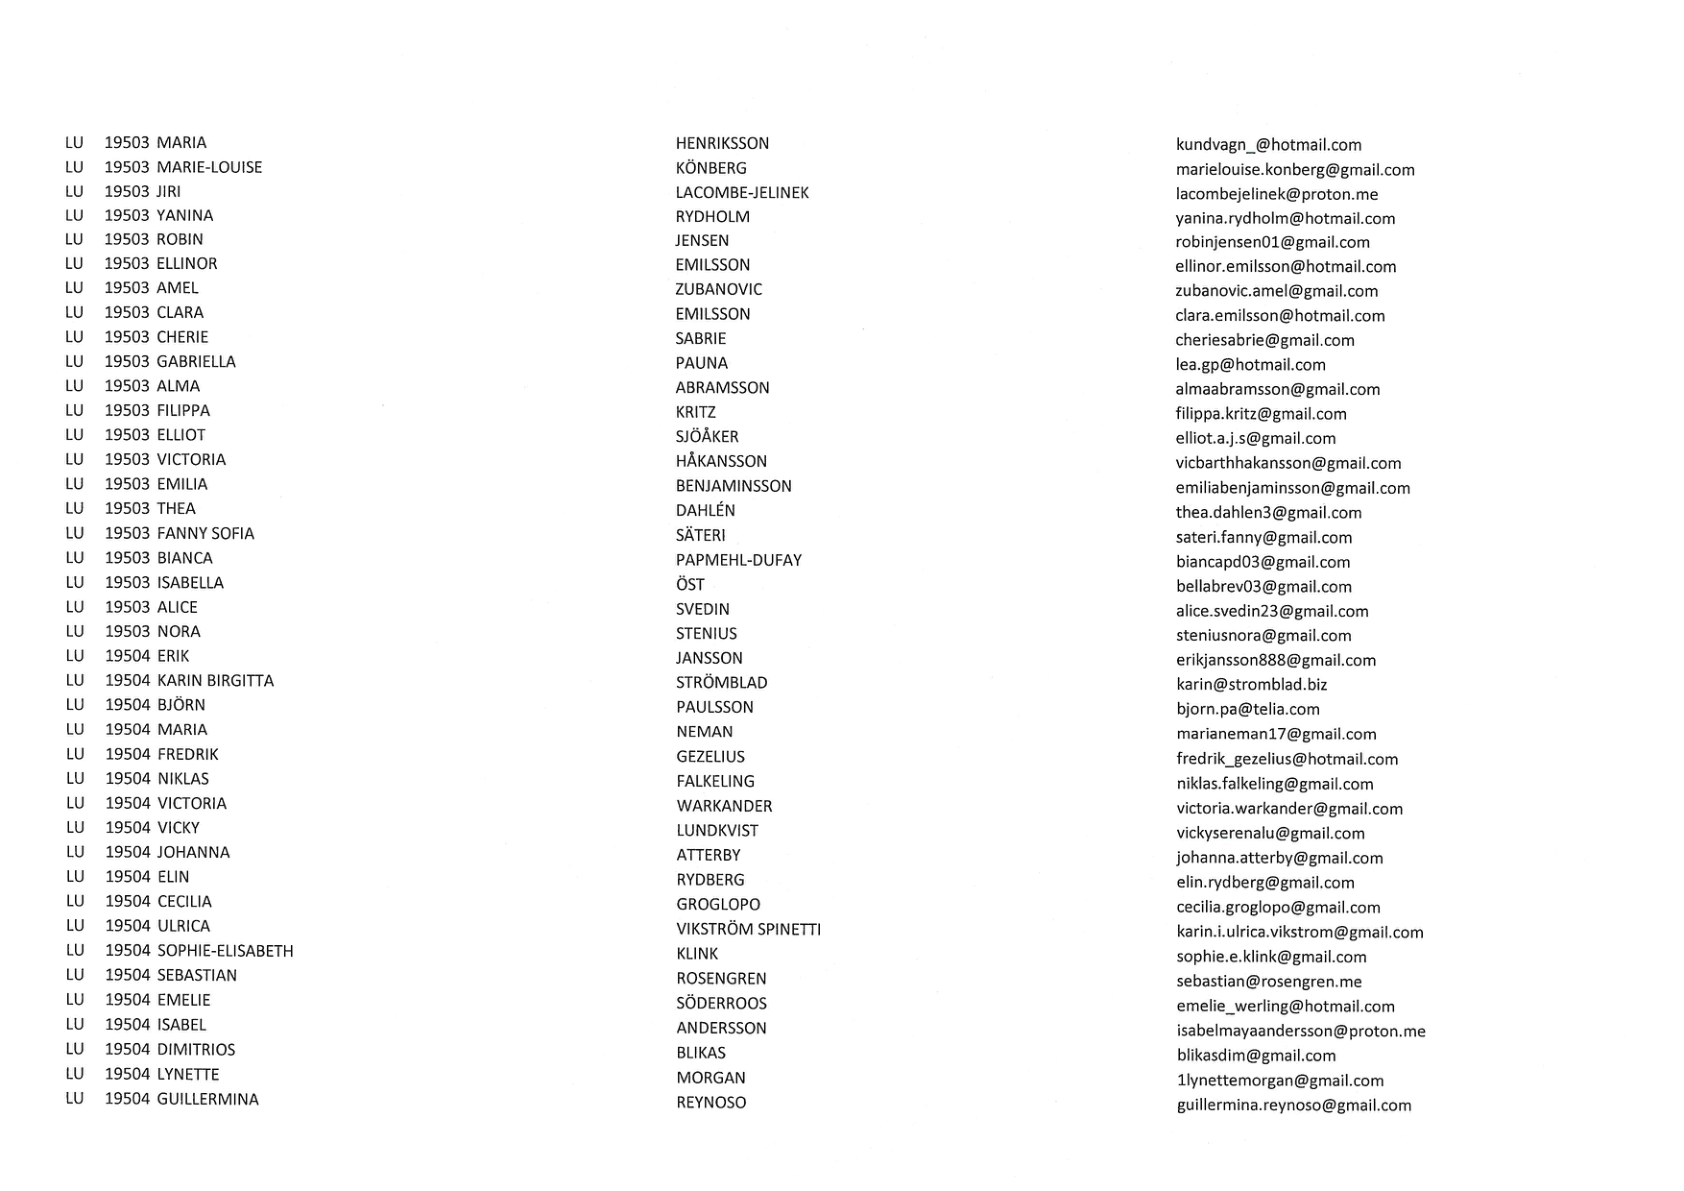 LU 19503 MARIA HENRIKSSON kundvagn_@hotmail.com
LU 19503 MARIE-LOUISE KÖNBERG marielouise.konberg@gmail.com
LU 19503 JIRI LACOMBE-JELINEK lacombejelinek@proton.me
LU 19503 YANINA RYDHOLM yanina.rydholm@hotmail.com
LU 19503 ROBIN JENSEN robinjensen01@gmail.com
LU 19503 ELLINOR EMILSSON ellinor.emilsson@hotmail.com
LU 19503 AMEL ZUBANOVIC zubanovic.amel@gmail.com
LU 19503 CLARA EMILSSON clara.emilsson@hotmail.com
LU 19503 CHERIE SABRIE cheriesabrie@gmail.com
LU 19503 GABRIELLA PAUNA lea.gp@hotmail.com
LU 19503 ALMA ABRAMSSON almaabramsson@gmail.com
LU 19503 FILIPPA KRITZ filippa.kritz@gmail.com
LU 19503 ELLIOT SJÖÅKER elliot.a.j.s@gmail.com
LU 19503 VICTORIA HÅKANSSON vicbarthhakansson@gmail.com
LU 19503 EMILIA BENJAMINSSON emiliabenjaminsson@gmail.com
LU 19503 THEA DAHLÉN thea.dahlen3@gmail.com
LU 19503 FANNY SOFIA SÄTERI sateri.fanny@gmail.com
LU 19503 BIANCA PAPMEHL-DUFAY biancapd03@gmail.com
LU 19503 ISABELLA ÖST bellabrev03@gmail.com
LU 19503 ALICE SVEDIN alice.svedin23@gmail.com
LU 19503 NORA STENIUS steniusnora@gmail.com
LU 19504 ERIK JANSSON erikjansson888@gmail.com
LU 19504 KARIN BIRGITTA STRÖMBLAD karin@stromblad.biz
LU 19504 BJÖRN PAULSSON bjorn.pa@telia.com
LU 19504 MARIA NEMAN marianeman17@gmail.com
LU 19504 FREDRIK GEZELIUS fredrik_gezelius@hotmail.com
LU 19504 NIKLAS FALKELING niklas.falkeling@gmail.com
LU 19504 VICTORIA WARKANDER victoria.warkander@gmail.com
LU 19504 VICKY LUNDKVIST vickyserenalu@gmail.com
LU 19504 JOHANNA ATTERBY johanna.atterby@gmail.com
LU 19504 ELIN RYDBERG elin.rydberg@gmail.com
LU 19504 CECILIA GROGLOPO cecilia.groglopo@gmail.com
LU 19504 ULRICA VIKSTRÖM SPINETTI karin.i.ulrica.vikstrom@gmail.com
LU 19504 SOPHIE-ELISABETH KLINK sophie.e.klink@gmail.com
LU 19504 SEBASTIAN ROSENGREN sebastian@rosengren.me
LU 19504 EMELIE SÖDERROOS emelie_werling@hotmail.com
LU 19504 ISABEL ANDERSSON isabelmayaandersson@proton.me
LU 19504 DIMITRIOS BLIKAS blikasdim@gmail.com
LU 19504 LYNETTE MORGAN 1lynettemorgan@gmail.com
LU 19504 GUILLERMINA REYNOSO guillermina.reynoso@gmail.com